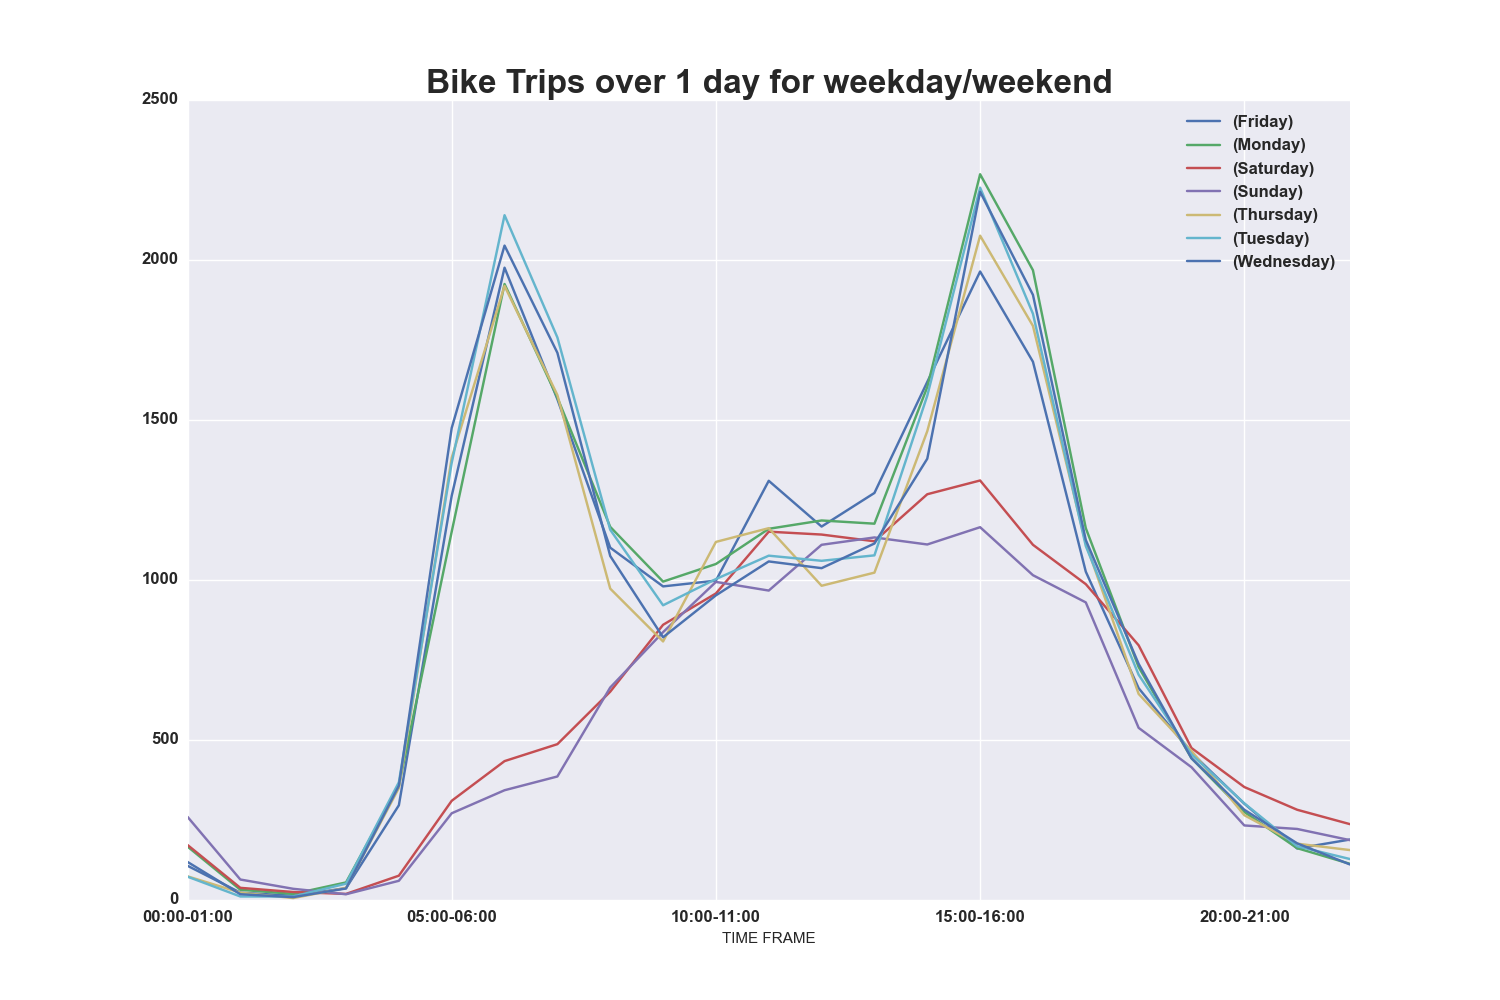 Bike Trips over 1 day for weekday/weekend
2500
2000
1500
1000
500
0
(Friday)
(Monday)
(Saturday)
(Sunday)
(Thursday)
(Tuesday)
(Wednesday)
00:00-01:00 05:00-06:00 10:00-11:00 15:00-16:00 20:00-21:00
TIME FRAME